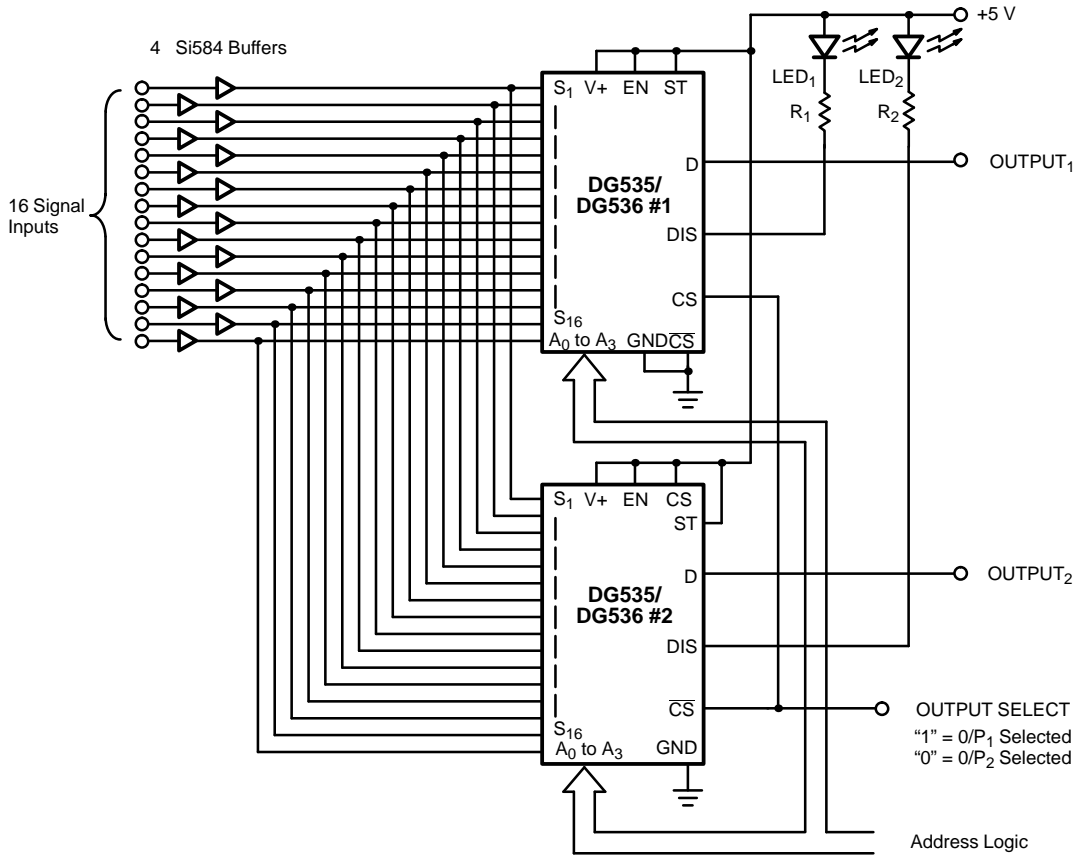 +5 V
4 Si584 Buffers
LED₁
LED₂
R₁
R₂
S₁ V+ EN ST
D
OUTPUT₁
DG535/
DG536 #1
16 Signal
Inputs
DIS
CS
S₁₆
A₀ to A₃ GND C̅S̅
S₁ V+ EN CS
ST
D
OUTPUT₂
DG535/
DG536 #2
DIS
C̅S̅
OUTPUT SELECT
“1” = 0/P₁ Selected
“0” = 0/P₂ Selected
S₁₆
A₀ to A₃ GND
Address Logic